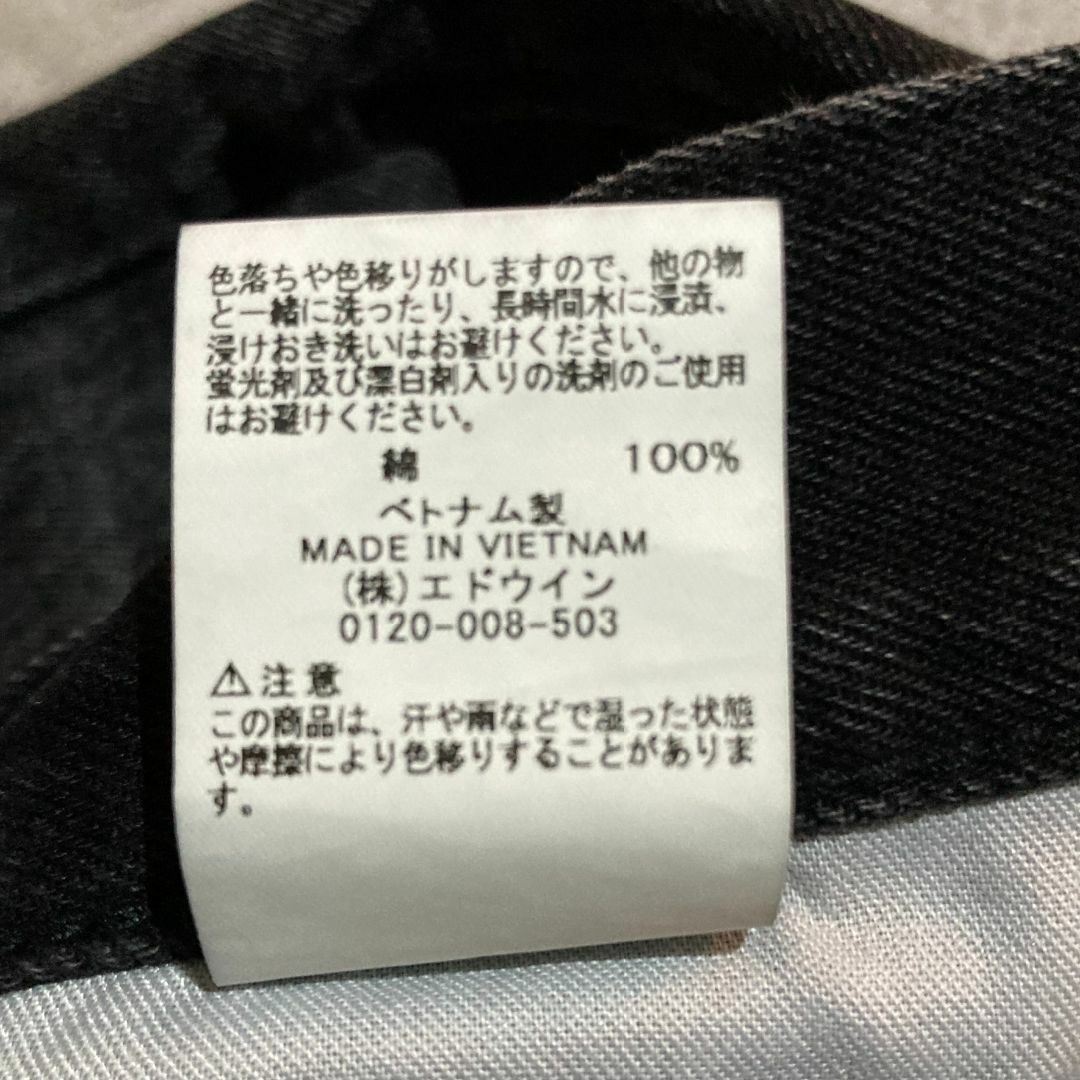 色落ちや色移りがしますので、他の物
と一緒に洗ったり、長時間水に浸漬、
浸けおき洗いはお避けください。
蛍光剤及び漂白剤入りの洗剤のご使用
はお避けください。
綿 100%
ベトナム製
MADE IN VIETNAM
(株)エドウイン
0120-008-503
⚠注意
この商品は、汗や雨などで湿った状態
や摩擦により色移りすることがありま
す。